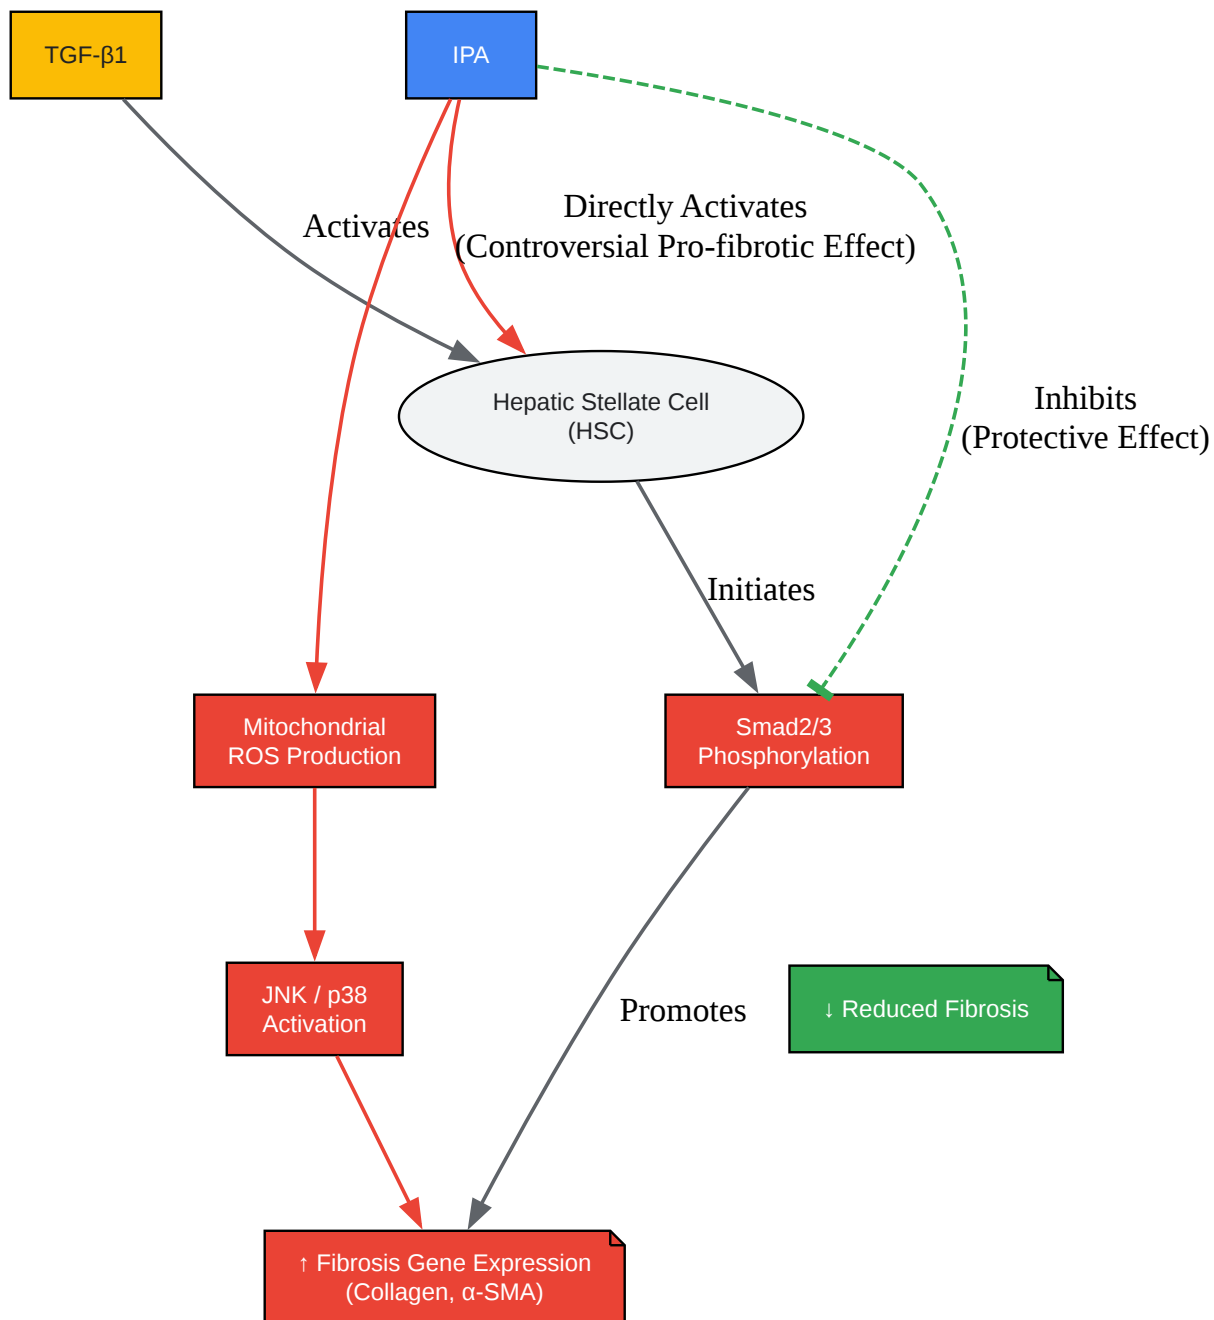 TGF-β1
IPA
Activates
Directly Activates
(Controversial Pro-fibrotic Effect)
Hepatic Stellate Cell
(HSC)
Inhibits
(Protective Effect)
Initiates
Mitochondrial
ROS Production
Smad2/3
Phosphorylation
JNK / p38
Activation
Promotes
↓ Reduced Fibrosis
↑ Fibrosis Gene Expression
(Collagen, α-SMA)